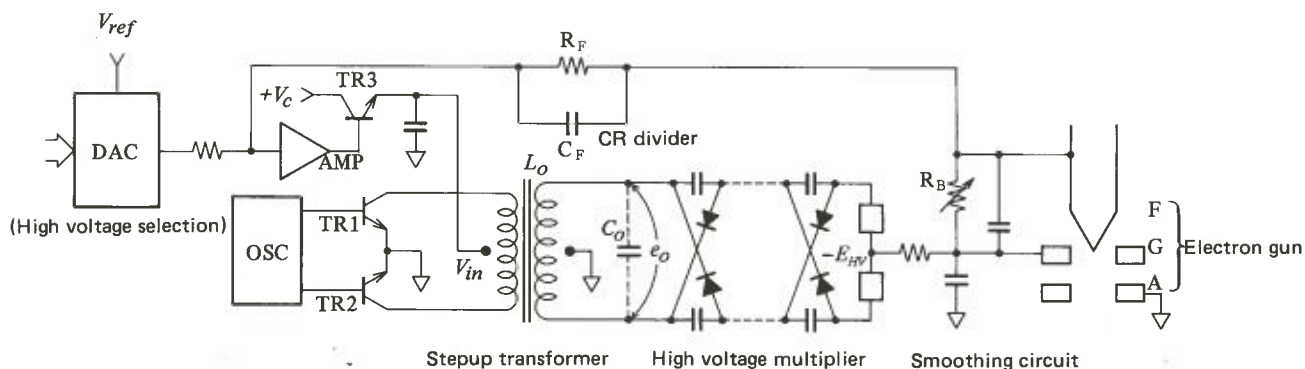 V_ref
R_F
TR3
+V_c
DAC
AMP
C_F
CR divider
L_o
R_B
(High voltage selection)
TR1
OSC
V_in
C_o
e_o
-E_HV
F
G
A
Electron gun
TR2
Stepup transformer
High voltage multiplier
Smoothing circuit